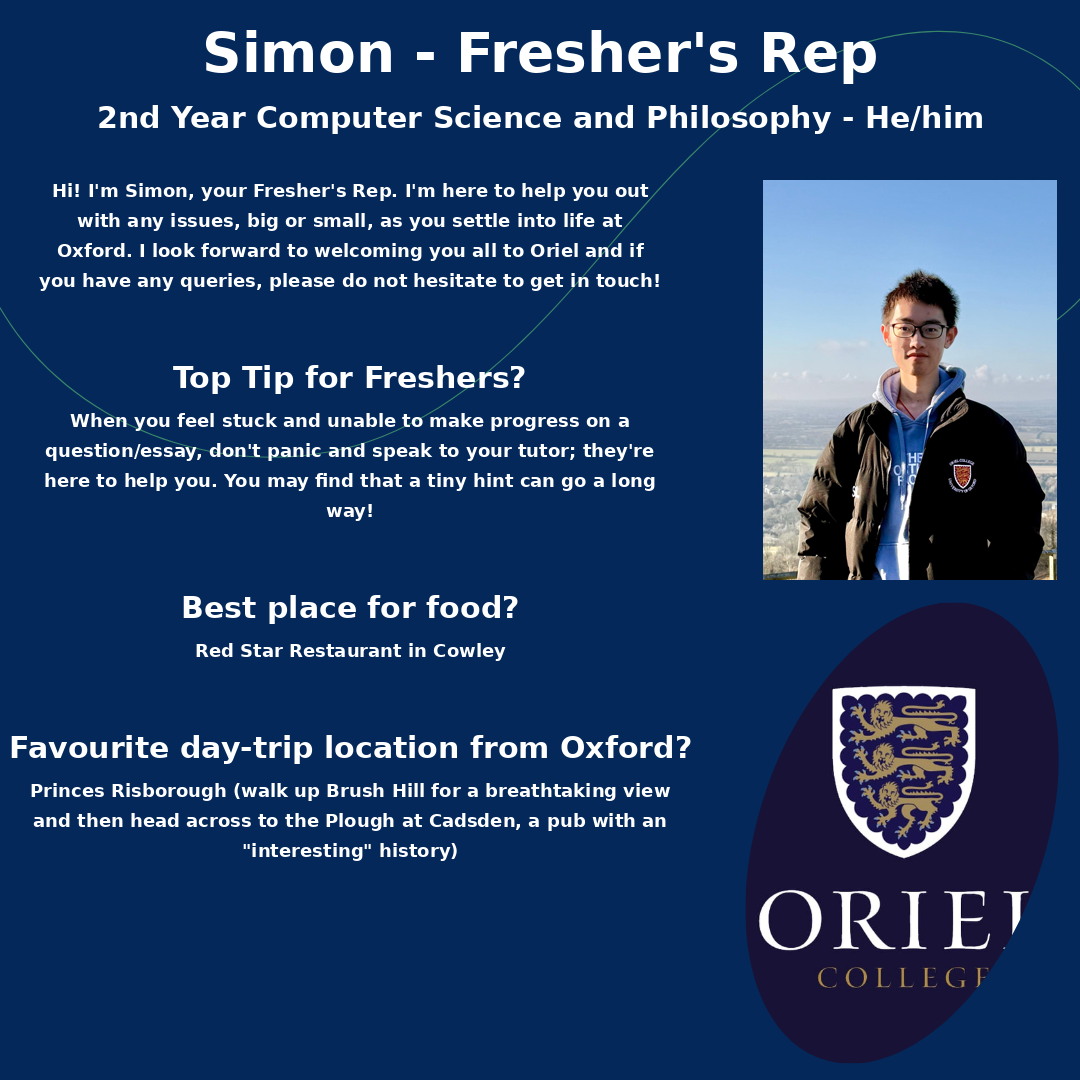 Simon - Fresher's Rep
2nd Year Computer Science and Philosophy - He/him
Hi! I'm Simon, your Fresher's Rep. I'm here to help you out
with any issues, big or small, as you settle into life at
Oxford. I look forward to welcoming you all to Oriel and if
you have any queries, please do not hesitate to get in touch!
Top Tip for Freshers?
When you feel stuck and unable to make progress on a
question/essay, don't panic and speak to your tutor; they're
here to help you. You may find that a tiny hint can go a long
way!
Best place for food?
Red Star Restaurant in Cowley
Favourite day-trip location from Oxford?
Princes Risborough (walk up Brush Hill for a breathtaking view
and then head across to the Plough at Cadsden, a pub with an
"interesting" history)
ORIEL
COLLEGE
ORIEL COLLEGE